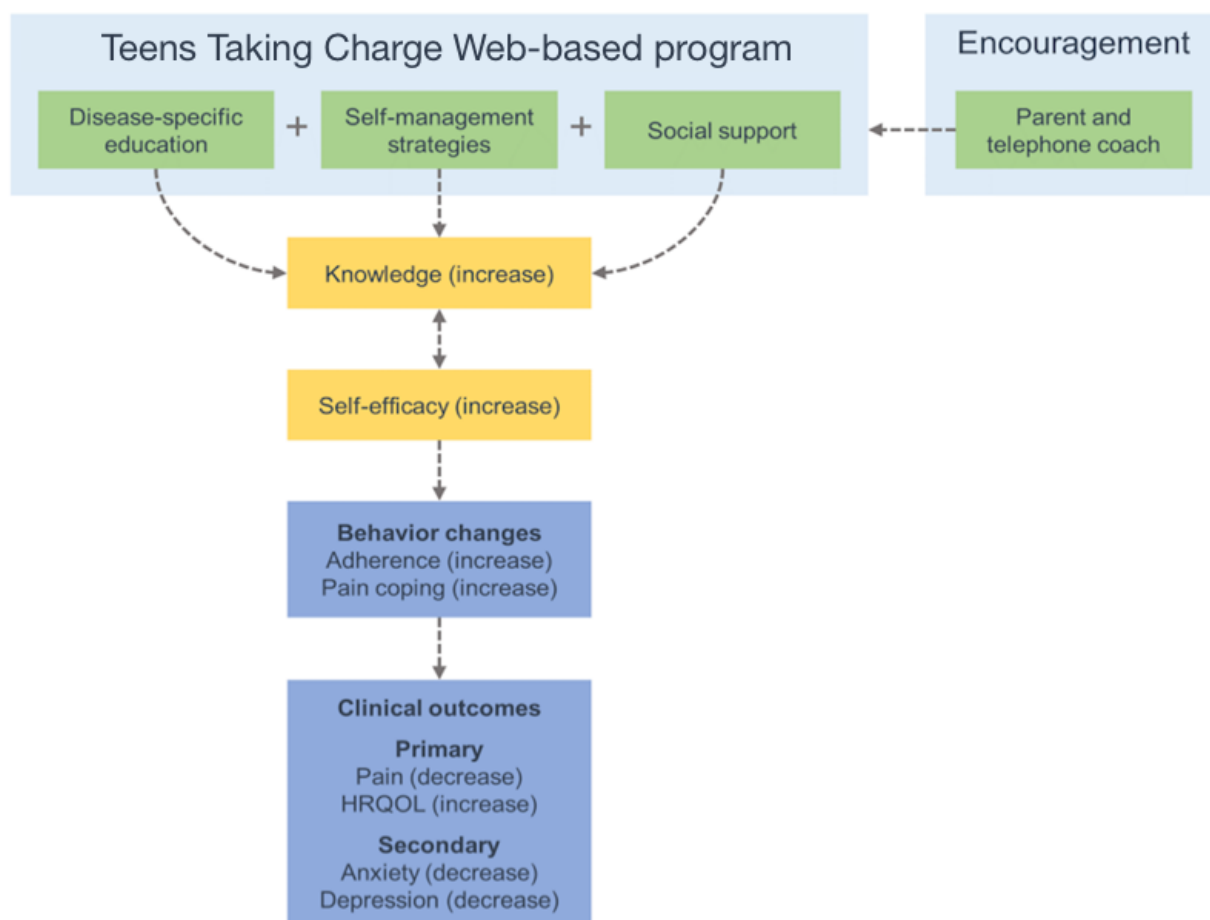 Teens Taking Charge Web-based program
Encouragement
Disease-specific
education
+
Self-management
strategies
+
Social support
Parent and
telephone coach
Knowledge (increase)
Self-efficacy (increase)
Behavior changes
Adherence (increase)
Pain coping (increase)
Clinical outcomes
Primary
Pain (decrease)
HRQOL (increase)
Secondary
Anxiety (decrease)
Depression (decrease)